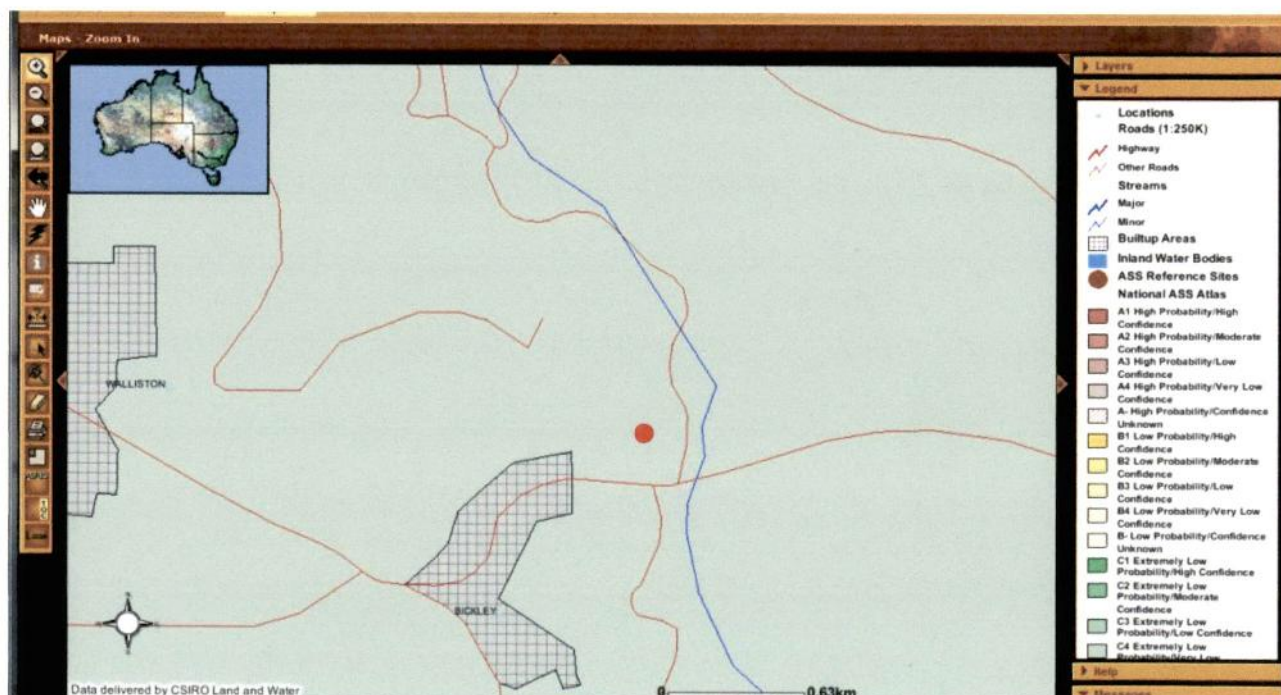 Maps - Zoom In
Layers
Legend
Locations
Roads (1:250K)
Highway
Other Roads
Streams
Major
Minor
Builtup Areas
Inland Water Bodies
ASS Reference Sites
National ASS Atlas
A1 High Probability/High
Confidence
A2 High Probability/Moderate
Confidence
A3 High Probability/Low
Confidence
A4 High Probability/Very Low
Confidence
A- High Probability/Confidence
Unknown
B1 Low Probability/High
Confidence
B2 Low Probability/Moderate
Confidence
B3 Low Probability/Low
Confidence
B4 Low Probability/Very Low
Confidence
B- Low Probability/Confidence
Unknown
C1 Extremely Low
Probability/High Confidence
C2 Extremely Low
Probability/Moderate
Confidence
C3 Extremely Low
Probability/Low Confidence
C4 Extremely Low
Probability/Very Low
Help
Messages
WALLISTON
BICKLEY
Data delivered by CSIRO Land and Water
0 0.63km